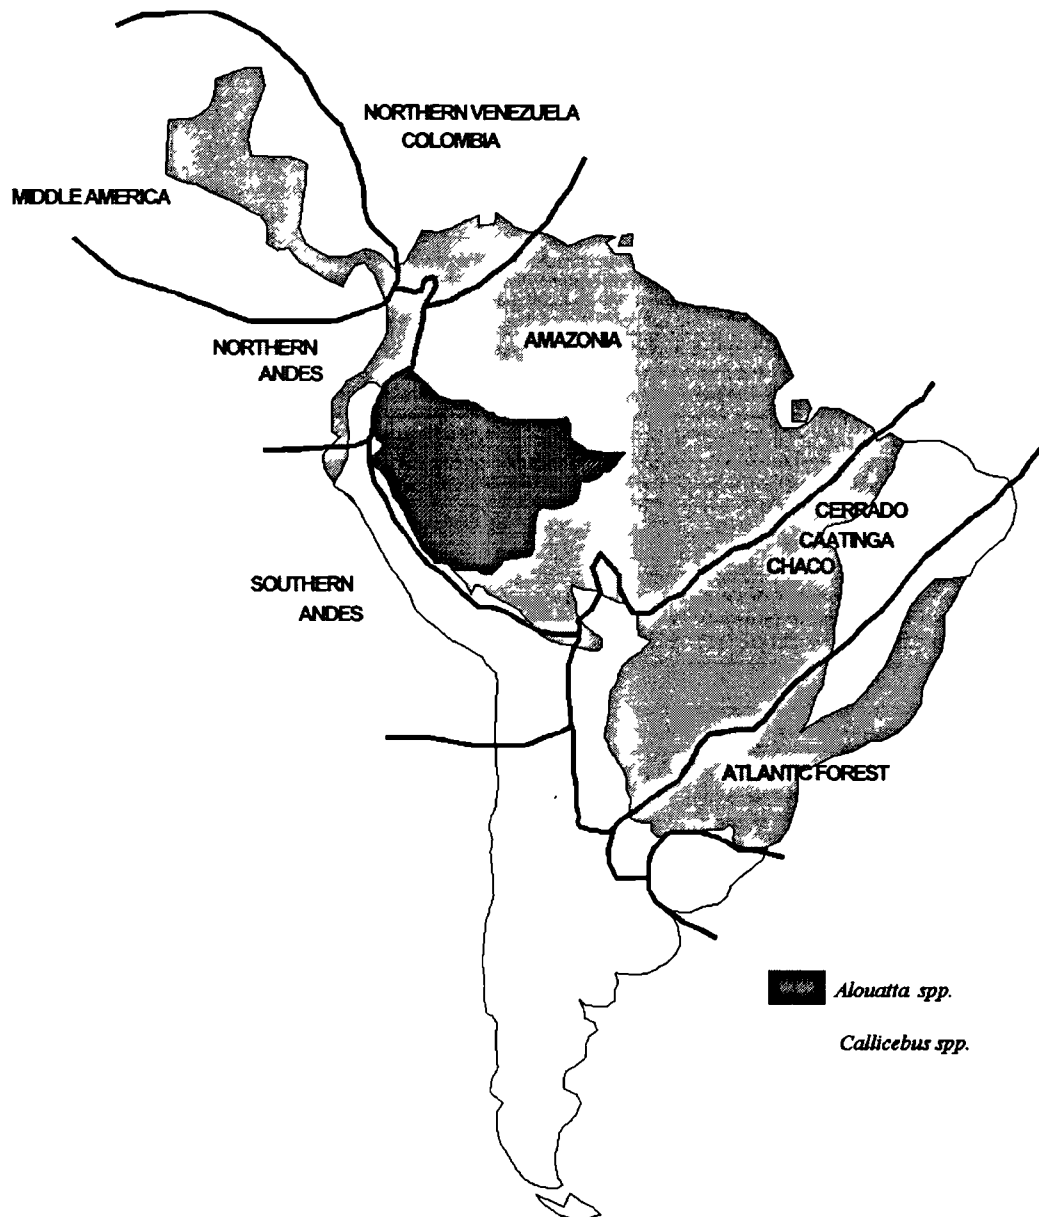 NORTHERN VENEZUELA
COLOMBIA
MIDDLE AMERICA
NORTHERN
ANDES
AMAZONIA
CERRADO
CAATINGA
CHACO
SOUTHERN
ANDES
ATLANTIC FOREST
Alouatta spp.
Callicebus spp.